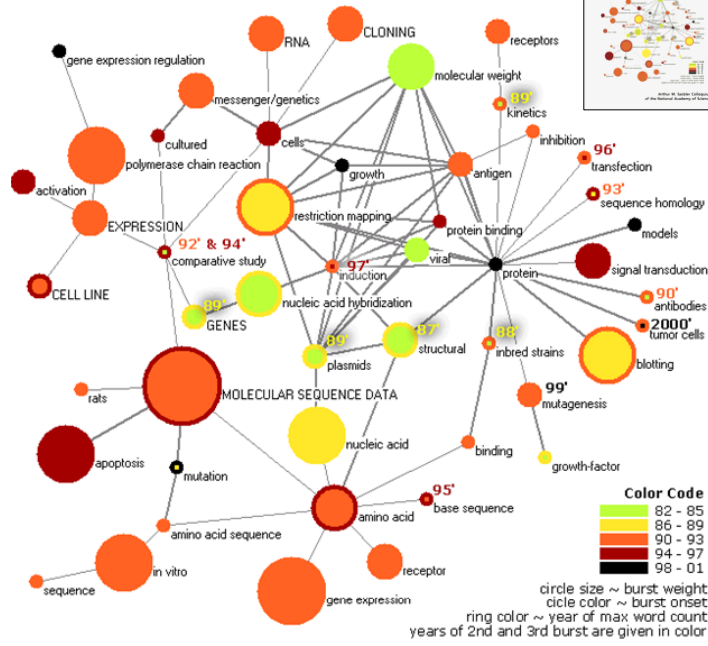 CLONING
RNA
receptors
gene expression regulation
molecular weight
messenger/genetics
89'
kinetics
inhibition
cultured
cells
polymerase chain reaction
growth
antigen
96'
transfection
activation
93'
sequence homology
restriction mapping
EXPRESSION
protein binding
models
92' & 94'
comparative study
viral
97'
induction
protein
signal transduction
CELL LINE
nucleic acid hybridization
90'
antibodies
89'
GENES
87'
structural
88'
inbred strains
2000'
tumor cells
89'
plasmids
blotting
rats
MOLECULAR SEQUENCE DATA
99'
mutagenesis
nucleic acid
apoptosis
mutation
binding
growth-factor
95'
base sequence
amino acid
amino acid sequence
in vitro
receptor
sequence
gene expression
Color Code
82 - 85
86 - 89
90 - 93
94 - 97
98 - 01
circle size ~ burst weight
cicle color ~ burst onset
ring color ~ year of max word count
years of 2nd and 3rd burst are given in color